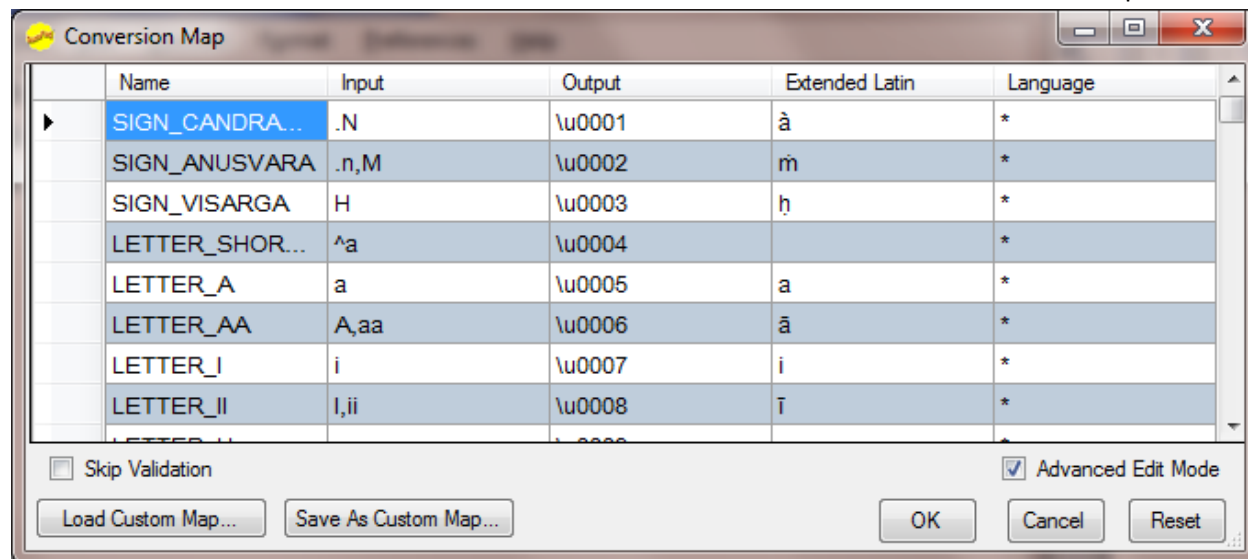 Conversion Map
Name Input Output Extended Latin Language
SIGN_CANDRA... .N \u0001 à *
SIGN_ANUSVARA .n,M \u0002 ṁ *
SIGN_VISARGA H \u0003 ḥ *
LETTER_SHOR... ^a \u0004 *
LETTER_A a \u0005 a *
LETTER_AA A,aa \u0006 ā *
LETTER_I i \u0007 i *
LETTER_II I,ii \u0008 ī *
Skip Validation Advanced Edit Mode
Load Custom Map... Save As Custom Map... OK Cancel Reset